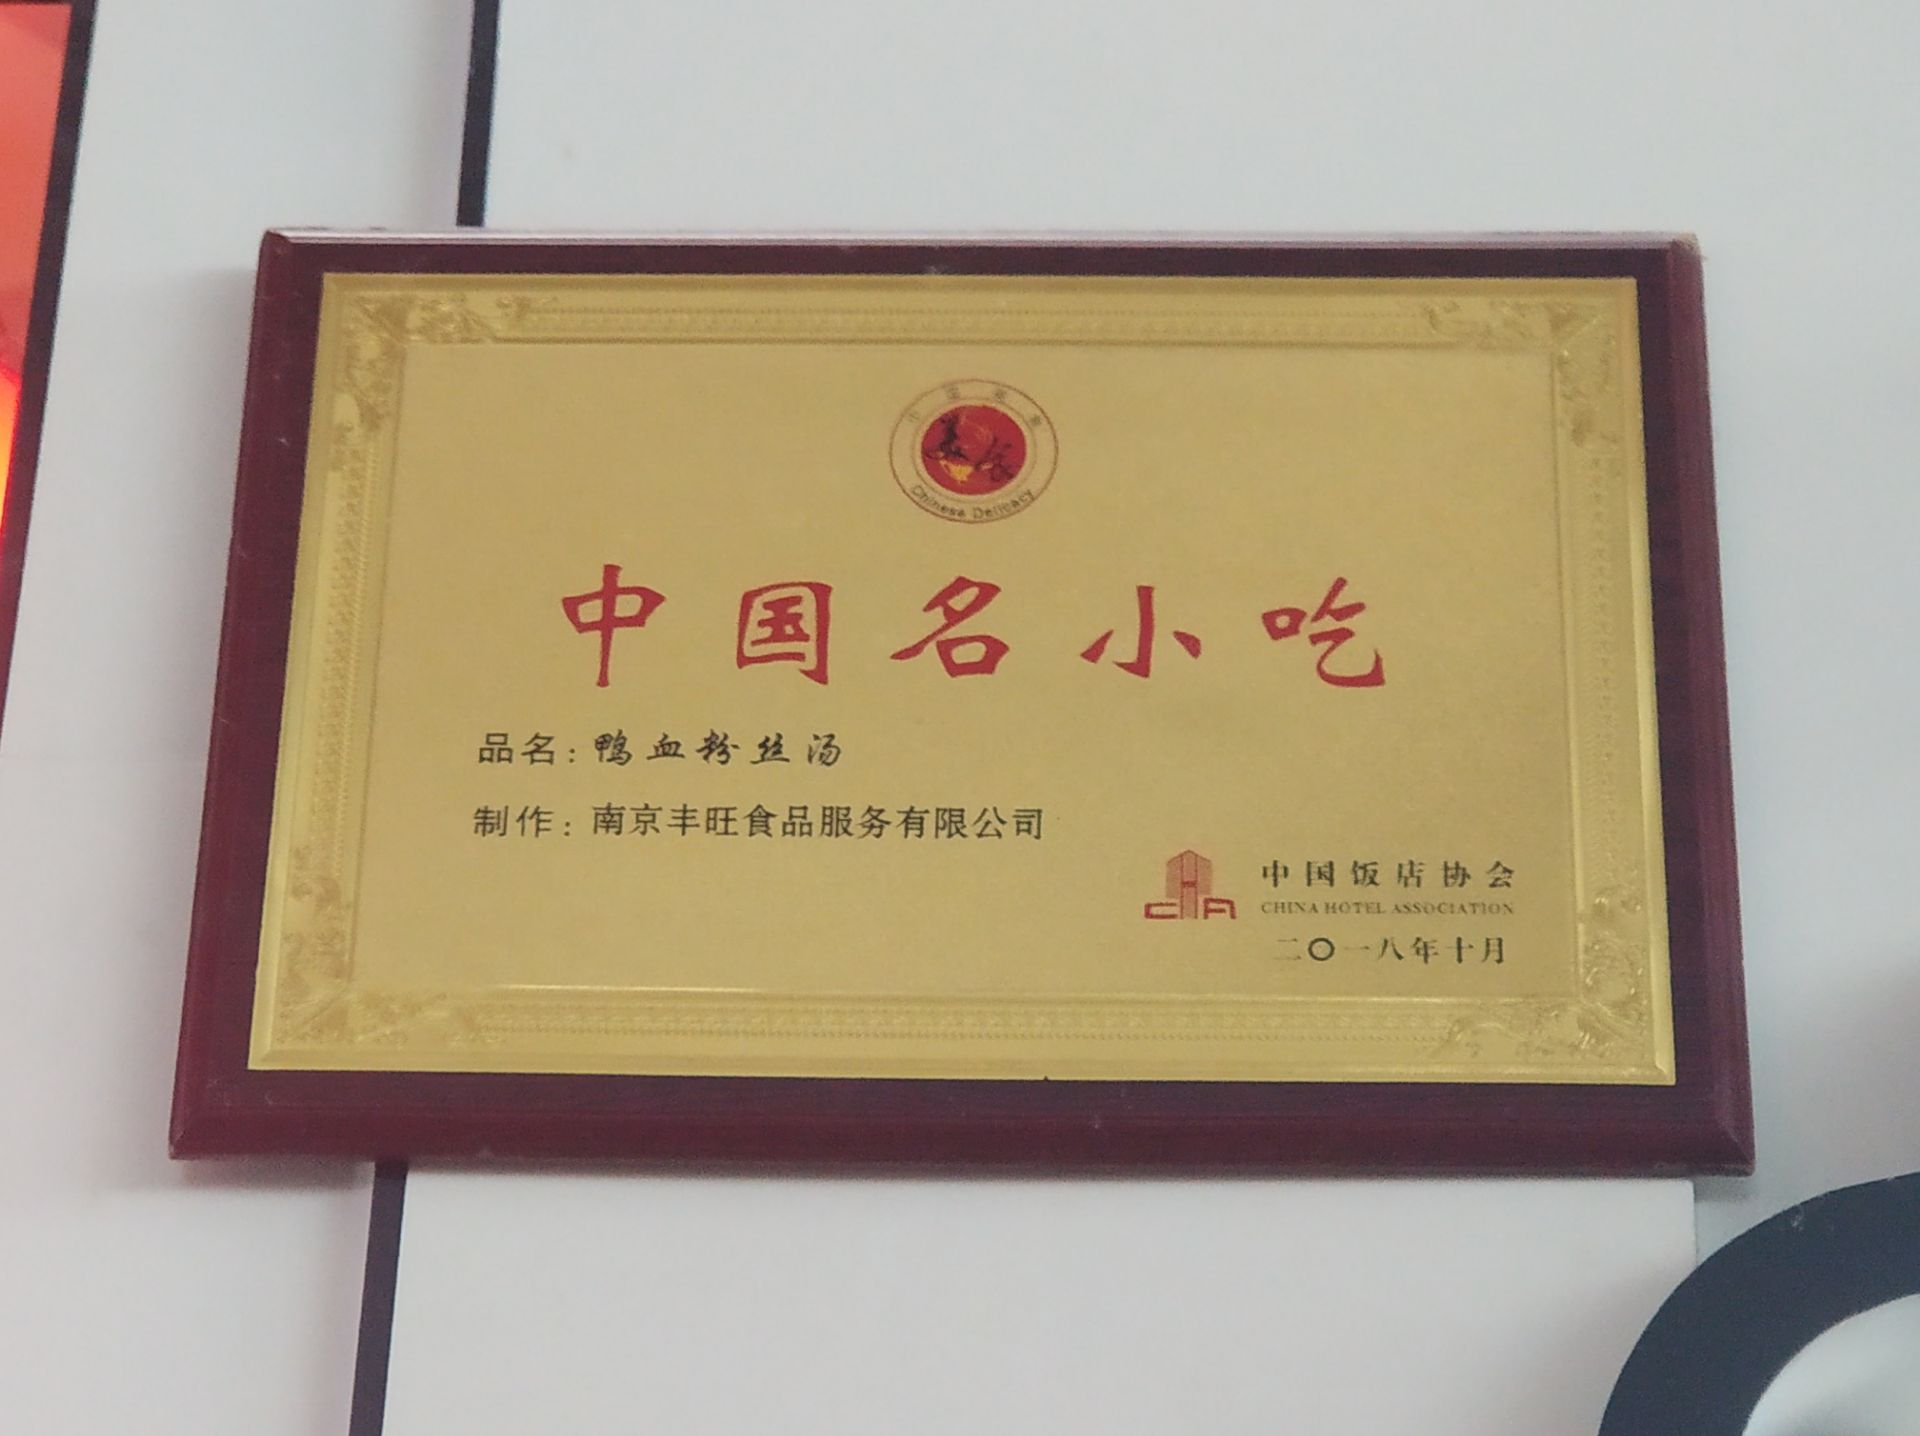 Chinese Delicacy
中国名小吃
品名：鸭血粉丝汤
制作：南京丰旺食品服务有限公司
CHA
中国饭店协会
CHINA HOTEL ASSOCIATION
二〇一八年十月